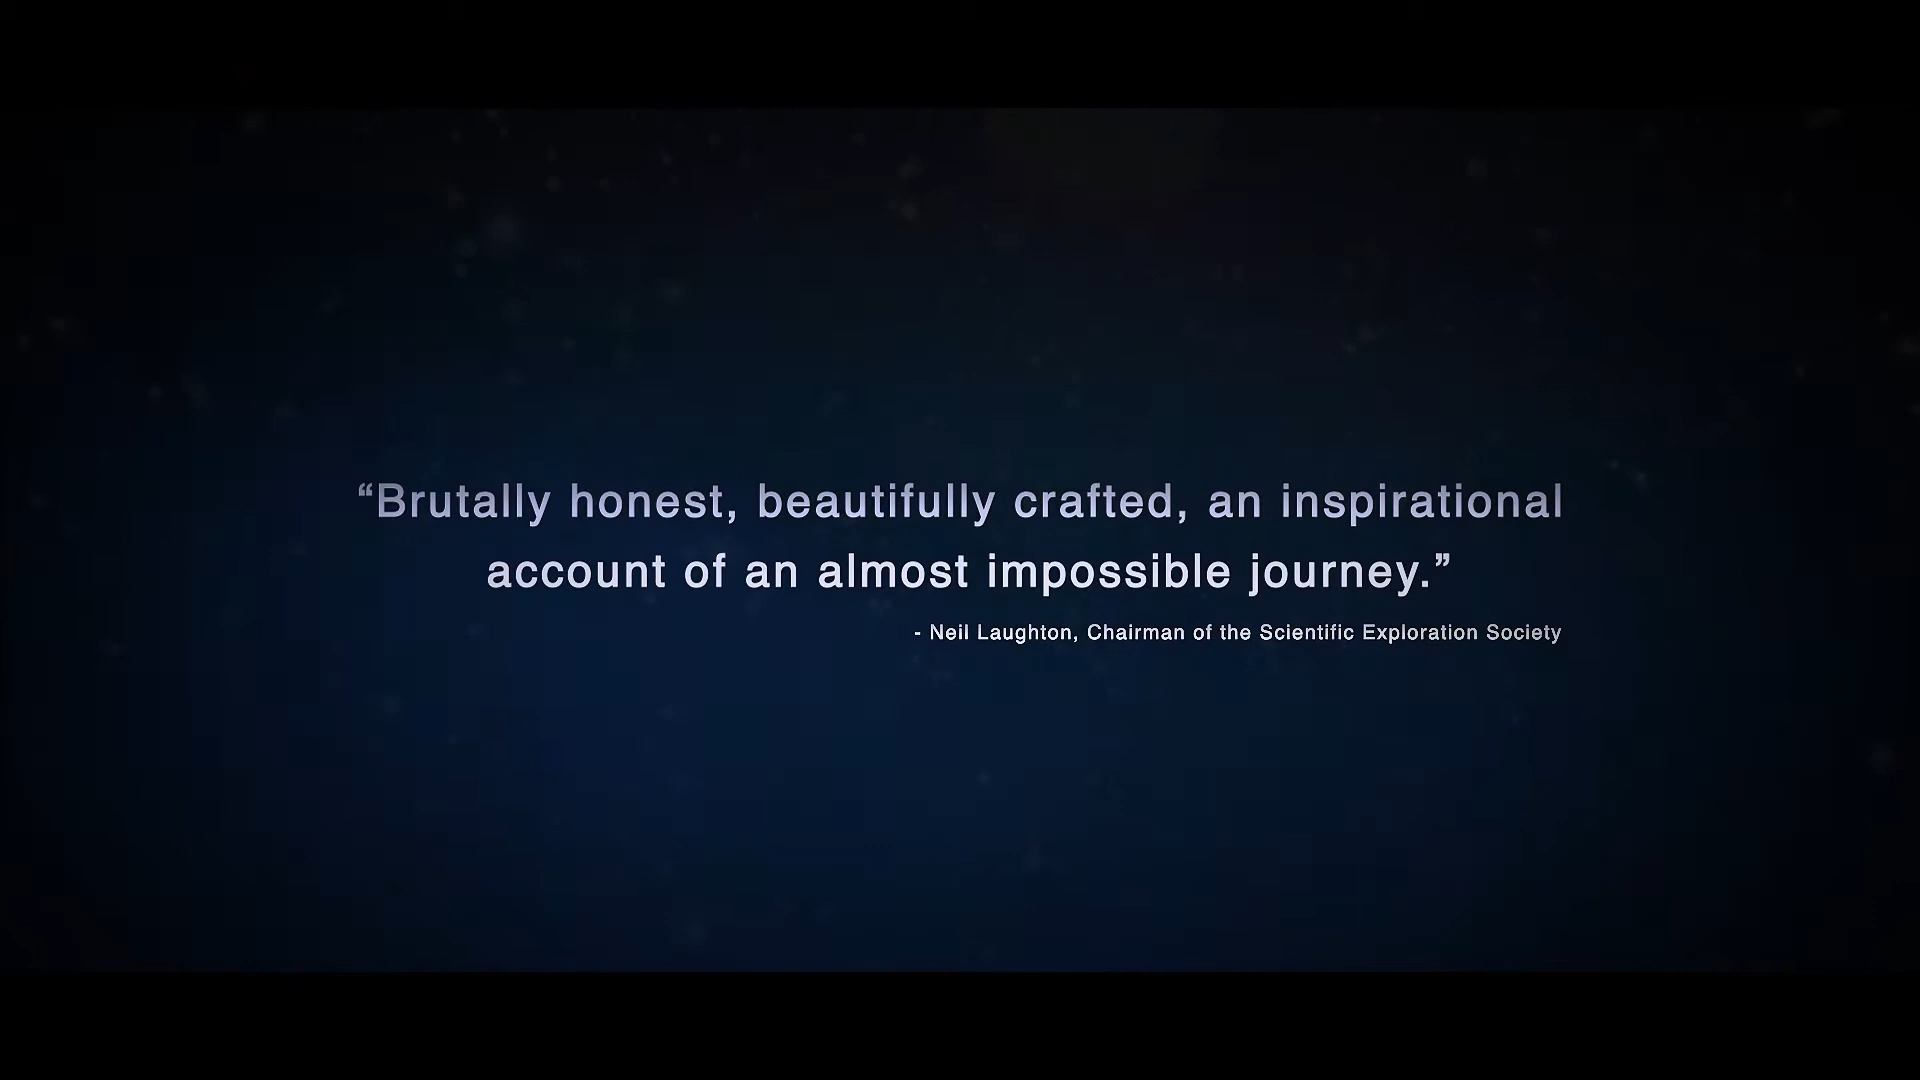 “Brutally honest, beautifully crafted, an inspirational
account of an almost impossible journey.”
- Neil Laughton, Chairman of the Scientific Exploration Society